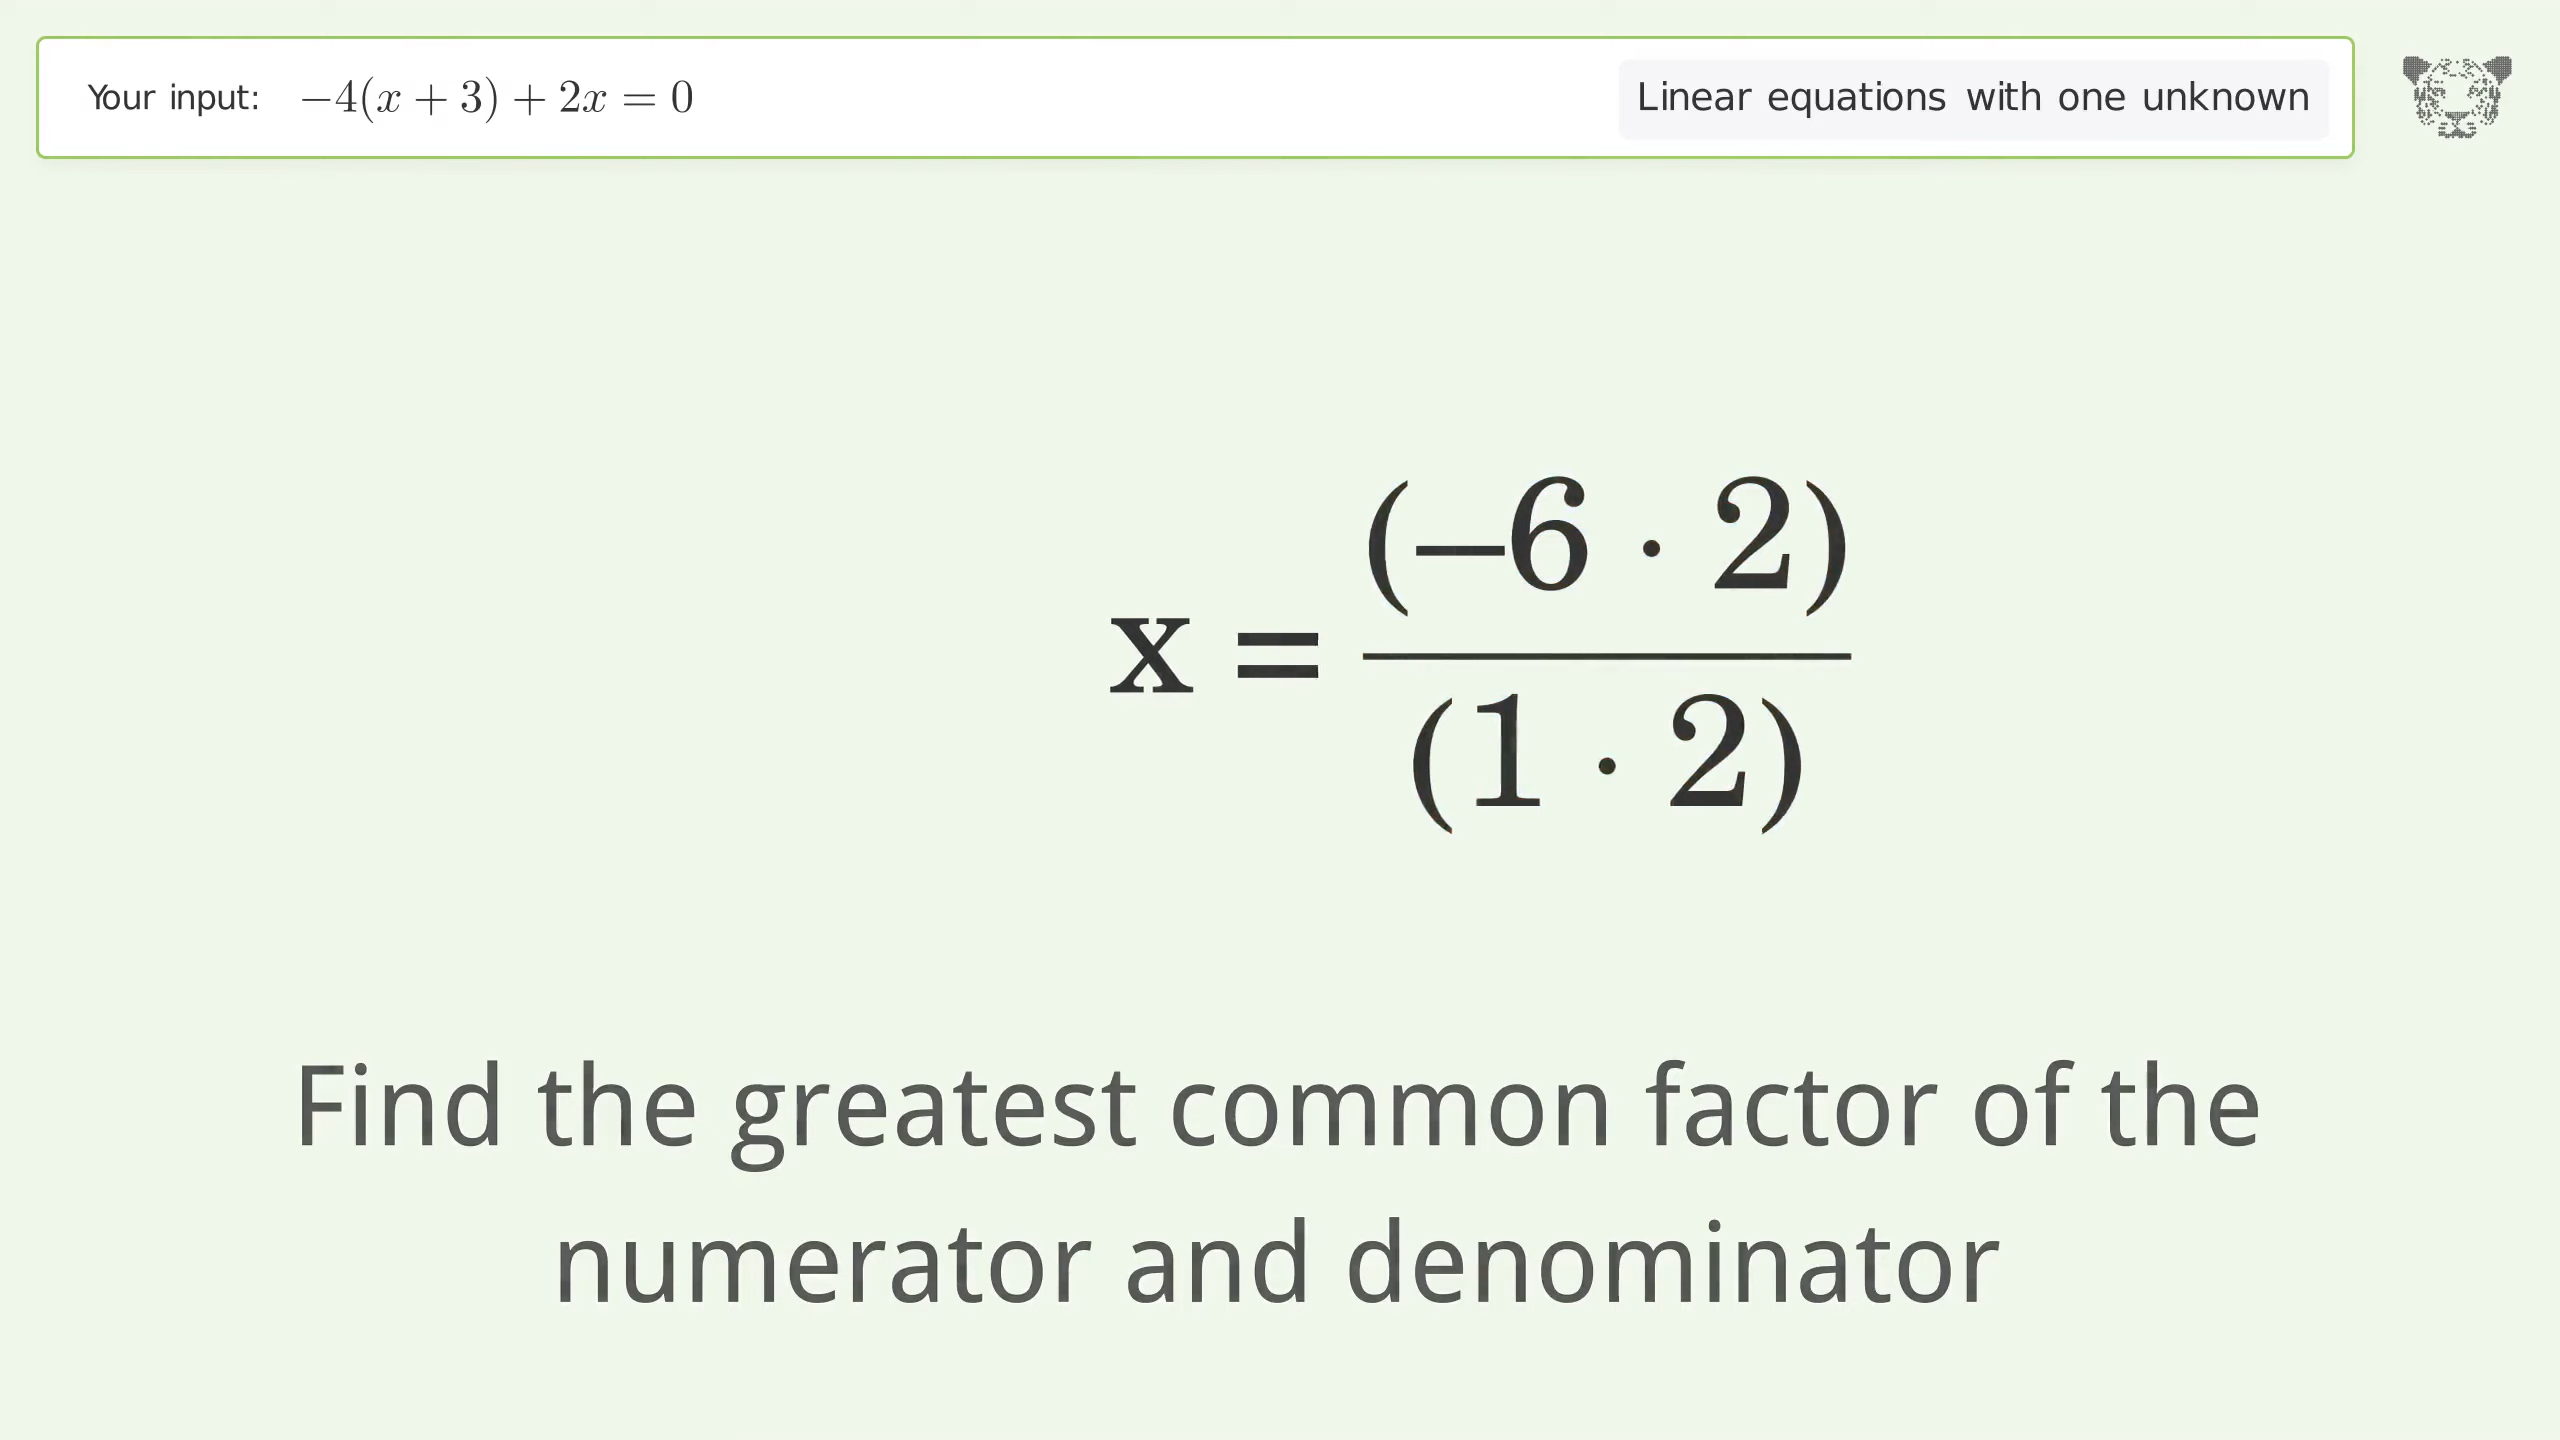 Your input: −4(x + 3) + 2x = 0
Linear equations with one unknown
x = (−6 · 2) / (1 · 2)
Find the greatest common factor of the
numerator and denominator